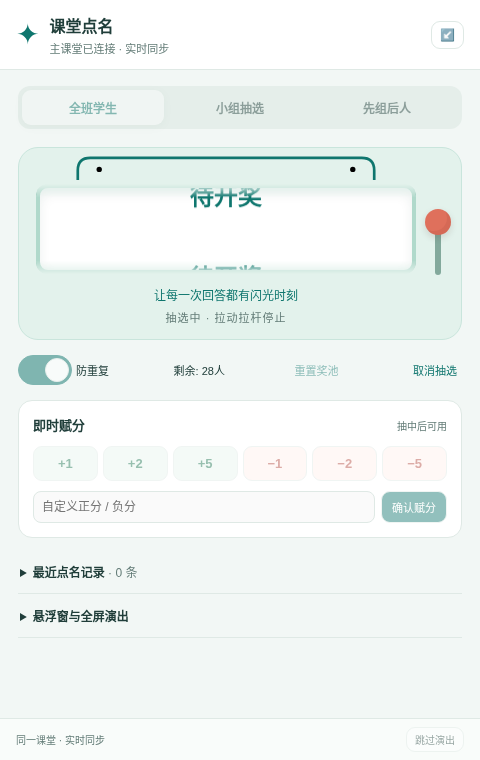 课堂点名
主课堂已连接 · 实时同步
全班学生 小组抽选 先组后人
待开奖
待开奖
让每一次回答都有闪光时刻
抽选中 · 拉动拉杆停止
防重复 剩余: 28人 重置奖池 取消抽选
即时赋分 抽中后可用
+1 +2 +5 −1 −2 −5
自定义正分 / 负分 确认赋分
最近点名记录 · 0 条
悬浮窗与全屏演出
同一课堂 · 实时同步 跳过演出